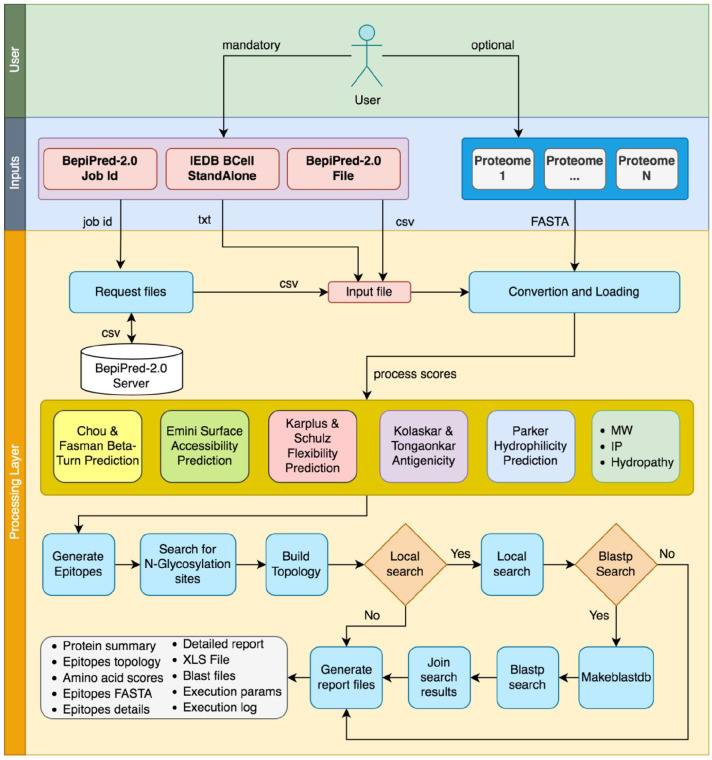 User
mandatory
optional
User
Inputs
BepiPred-2.0
Job Id
IEDB BCell
StandAlone
BepiPred-2.0
File
Proteome
1
Proteome
...
Proteome
N
job id
txt
csv
FASTA
Processing Layer
Request files
csv
Input file
Convertion and Loading
csv
BepiPred-2.0
Server
process scores
Chou &
Fasman Beta-
Turn Prediction
Emini Surface
Accessibility
Prediction
Karplus &
Schulz
Flexibility
Prediction
Kolaskar &
Tongaonkar
Antigenicity
Parker
Hydrophilicity
Prediction
• MW
• IP
• Hydropathy
Generate
Epitopes
Search for
N-Glycosylation
sites
Build
Topology
Local
search
Yes
Local
search
Blastp
Search
No
No
Yes
• Protein summary
• Epitopes topology
• Amino acid scores
• Epitopes FASTA
• Epitopes details
• Detailed report
• XLS File
• Blast files
• Execution params
• Execution log
Generate
report files
Join
search
results
Blastp
search
Makeblastdb